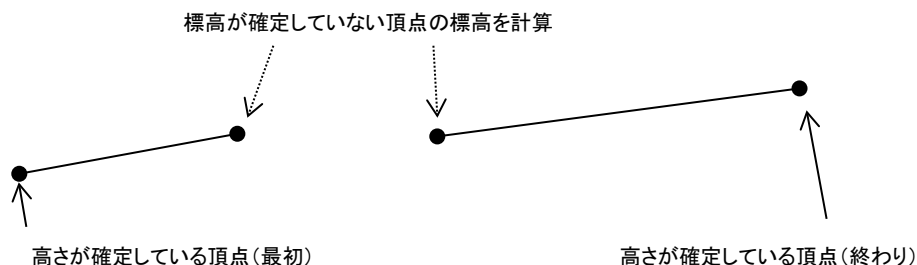 標高が確定していない頂点の標高を計算
高さが確定している頂点（最初）
高さが確定している頂点（終わり）